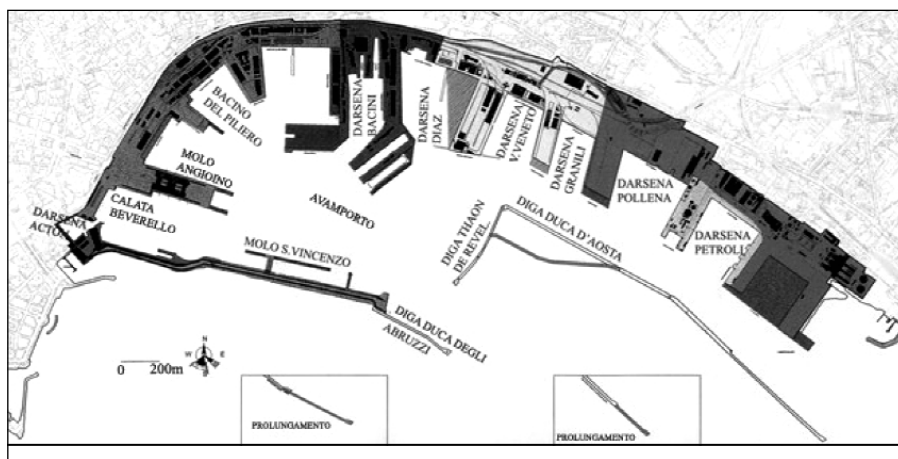 BACINO
DEL PILIERO
DARSENA
BACINI
DARSENA
DIAZ
DARSENA
V.VENETO
DARSENA
GRANILI
DARSENA
POLLENA
DARSENA
PETROLI
MOLO
ANGIOINO
CALATA
BEVERELLO
DARSENA
ACTON
AVAMPORTO
MOLO S.VINCENZO
DIGA DUCA DEGLI
ABRUZZI
DIGA THAON
DE REVEL
DIGA DUCA D'AOSTA
N
W E
0 200m
PROLUNGAMENTO
PROLUNGAMENTO